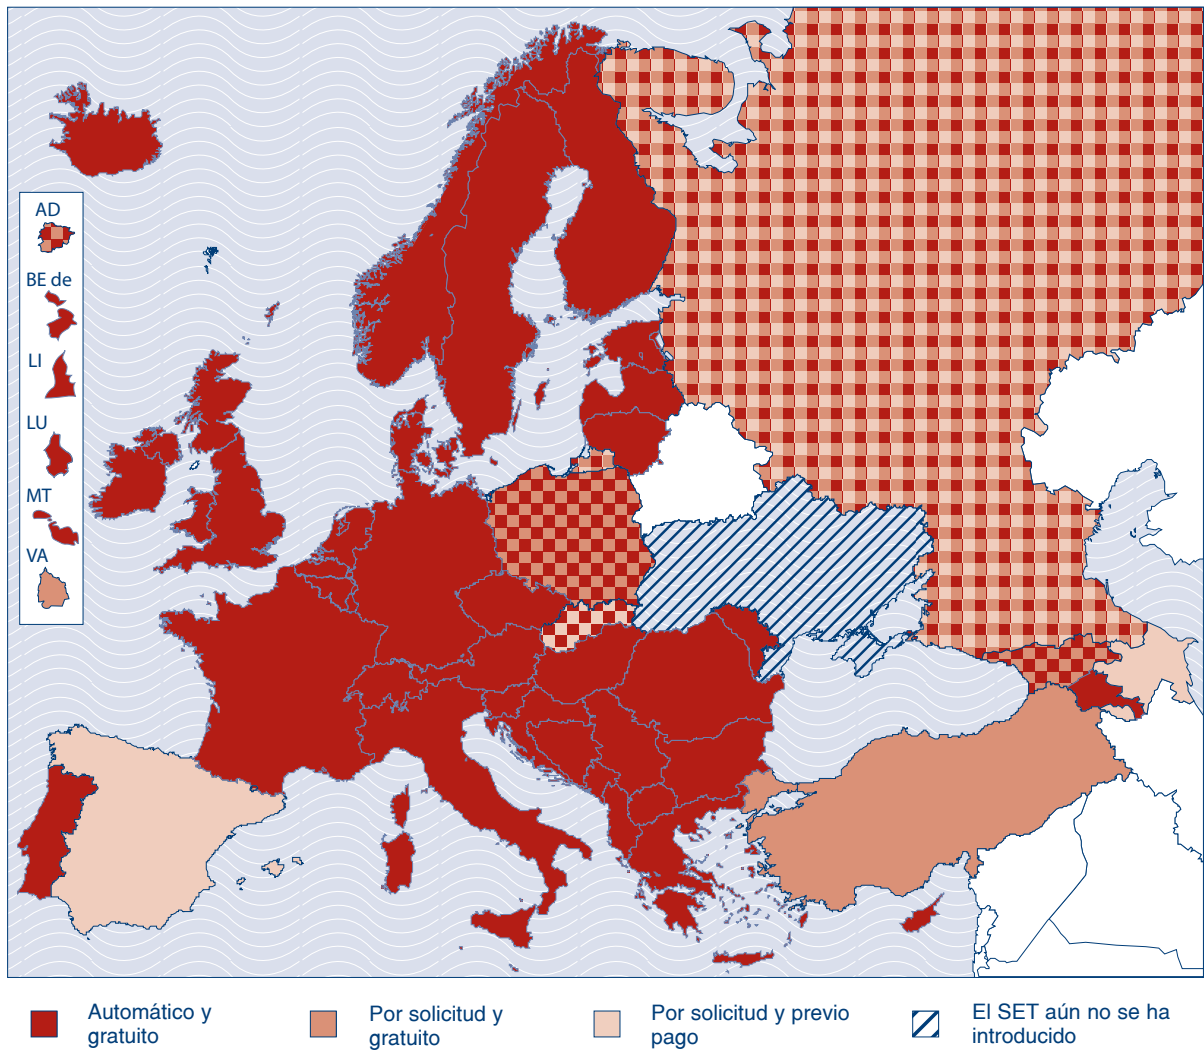 AD
BE de
LI
LU
MT
VA
Automático y
gratuito
Por solicitud y
gratuito
Por solicitud y previo
pago
El SET aún no se ha
introducido